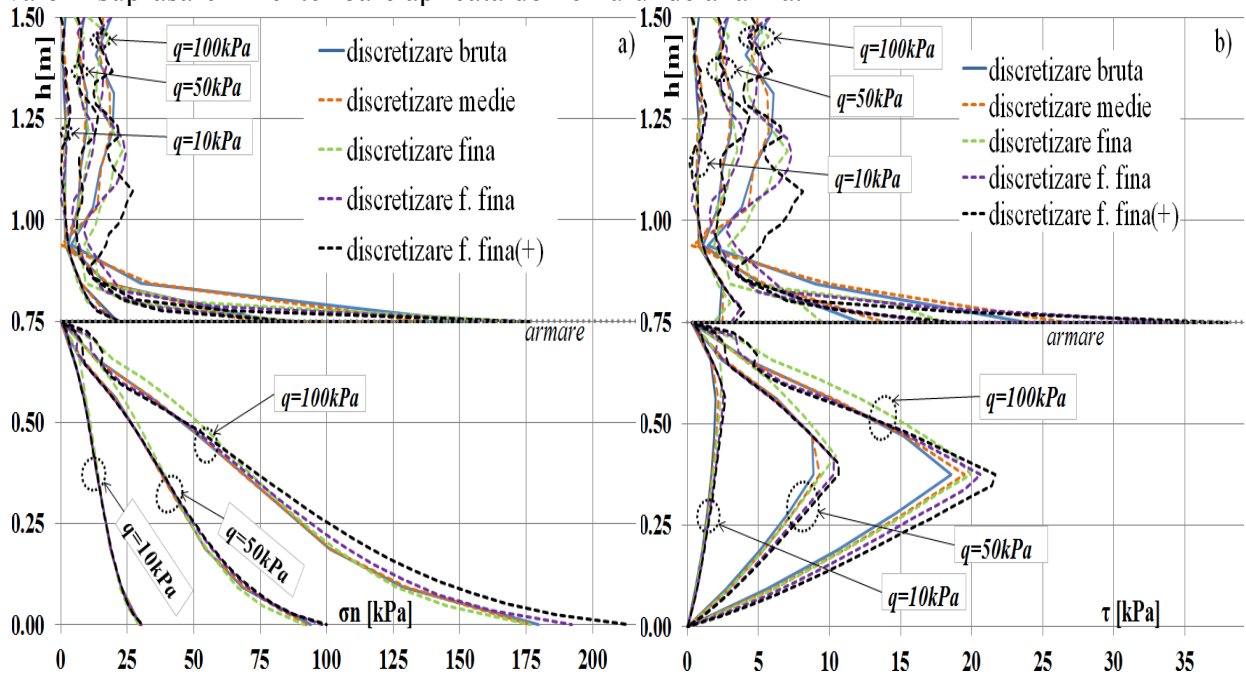 1.50
1.25
1.00
0.75
0.50
0.25
0.00
h[m]
q=100kPa
q=50kPa
q=10kPa
a)
discretizare bruta
discretizare medie
discretizare fina
discretizare f. fina
discretizare f. fina(+)
armare
q=100kPa
q=10kPa
q=50kPa
σn [kPa]
0 25 50 75 100 125 150 175 200
1.50
1.25
1.00
0.75
0.50
0.25
0.00
h[m]
q=100kPa
q=50kPa
q=10kPa
b)
discretizare bruta
discretizare medie
discretizare fina
discretizare f. fina
discretizare f. fina(+)
armare
q=100kPa
q=50kPa
q=10kPa
τ [kPa]
0 5 10 15 20 25 30 35